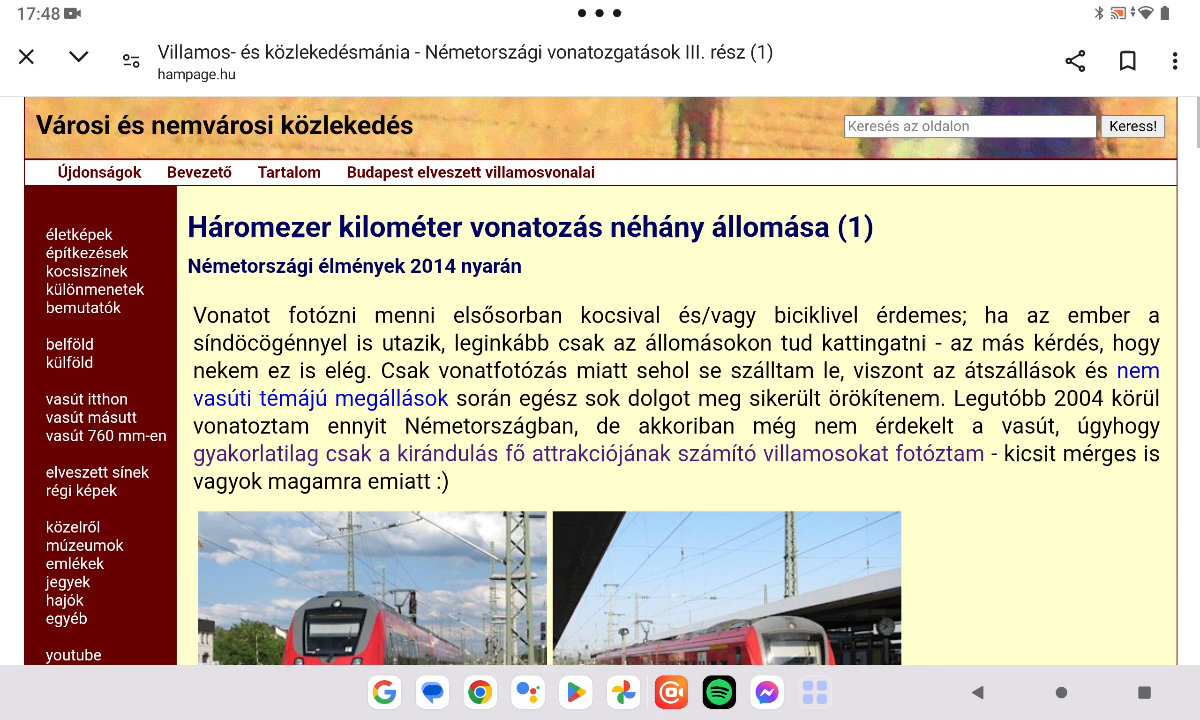 17:48
Villamos- és közlekedésmánia - Németországi vonatozgatások III. rész (1)
hampage.hu
Városi és nemvárosi közlekedés
Keresés az oldalon
Keress!
Újdonságok Bevezető Tartalom Budapest elveszett villamosvonalai
életképek
építkezések
kocsiszínek
különmenetek
bemutatók
belföld
külföld
vasút itthon
vasút másutt
vasút 760 mm-en
elveszett sínek
régi képek
közelről
múzeumok
emlékek
jegyek
hajók
egyéb
youtube
Háromezer kilométer vonatozás néhány állomása (1)
Németországi élmények 2014 nyarán
Vonatot fotózni menni elsősorban kocsival és/vagy biciklivel érdemes; ha az ember a
síndöcögénnyel is utazik, leginkább csak az állomásokon tud kattingatni - az más kérdés, hogy
nekem ez is elég. Csak vonatfotózás miatt sehol se szálltam le, viszont az átszállások és nem
vasúti témájú megállások során egész sok dolgot meg sikerült örökítenem. Legutóbb 2004 körül
vonatoztam ennyit Németországban, de akkoriban még nem érdekelt a vasút, úgyhogy
gyakorlatilag csak a kirándulás fő attrakciójának számító villamosokat fotóztam - kicsit mérges is
vagyok magamra emiatt :)